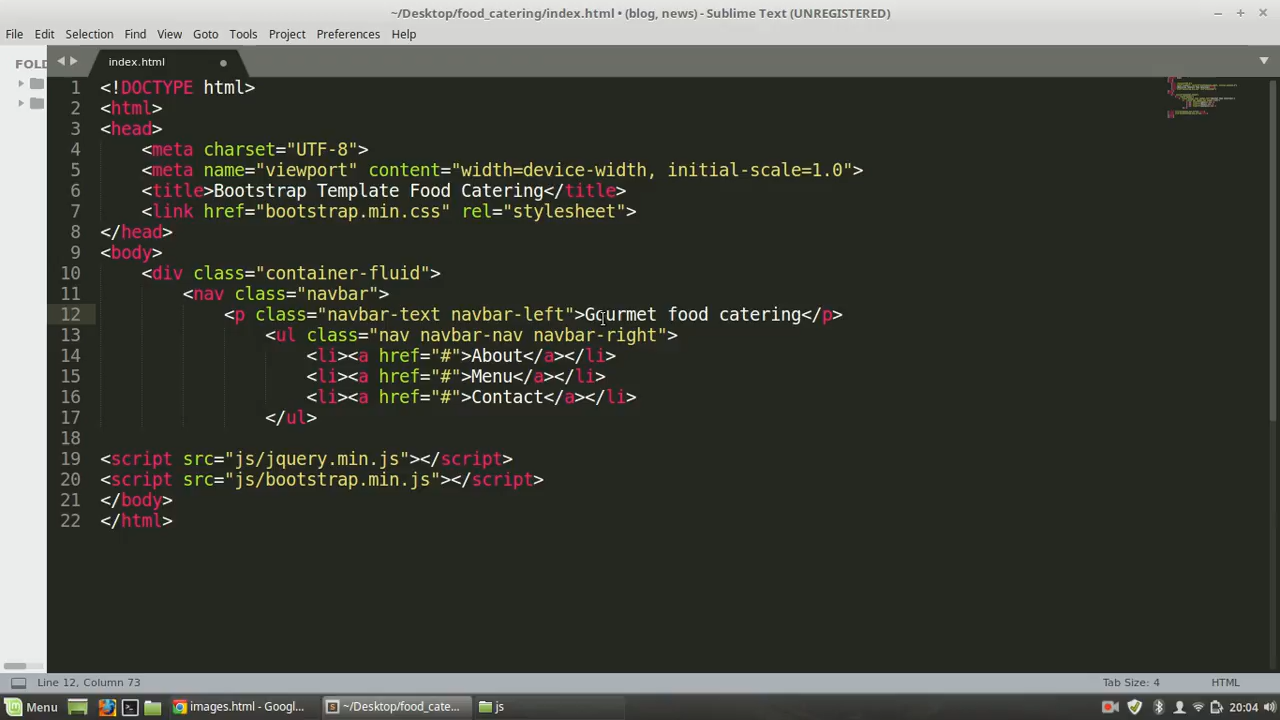 ~/Desktop/food_catering/index.html • (blog, news) - Sublime Text (UNREGISTERED)
File Edit Selection Find View Goto Tools Project Preferences Help
FOLD
index.html
1 <!DOCTYPE html>
2 <html>
3 <head>
4 <meta charset="UTF-8">
5 <meta name="viewport" content="width=device-width, initial-scale=1.0">
6 <title>Bootstrap Template Food Catering</title>
7 <link href="bootstrap.min.css" rel="stylesheet">
8 </head>
9 <body>
10 <div class="container-fluid">
11 <nav class="navbar">
12 <p class="navbar-text navbar-left">Gourmet food catering</p>
13 <ul class="nav navbar-nav navbar-right">
14 <li><a href="#">About</a></li>
15 <li><a href="#">Menu</a></li>
16 <li><a href="#">Contact</a></li>
17 </ul>
18
19 <script src="js/jquery.min.js"></script>
20 <script src="js/bootstrap.min.js"></script>
21 </body>
22 </html>
Line 12, Column 73 Tab Size: 4 HTML
Menu images.html - Googl... ~/Desktop/food_cate... js 20:04